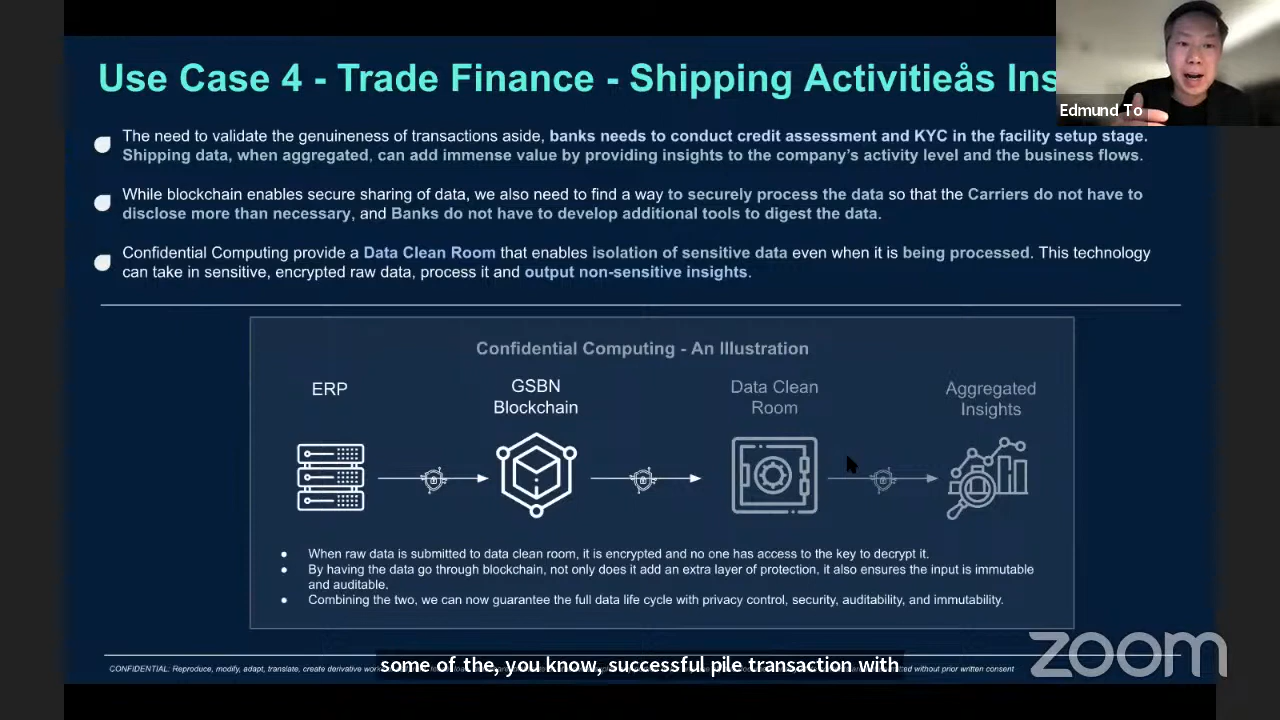 Use Case 4 - Trade Finance - Shipping Activitieås Ins
Edmund To
The need to validate the genuineness of transactions aside, banks needs to conduct credit assessment and KYC in the facility setup stage.
Shipping data, when aggregated, can add immense value by providing insights to the company's activity level and the business flows.
While blockchain enables secure sharing of data, we also need to find a way to securely process the data so that the Carriers do not have to
disclose more than necessary, and Banks do not have to develop additional tools to digest the data.
Confidential Computing provide a Data Clean Room that enables isolation of sensitive data even when it is being processed. This technology
can take in sensitive, encrypted raw data, process it and output non-sensitive insights.
Confidential Computing - An Illustration
ERP
GSBN
Blockchain
Data Clean
Room
Aggregated
Insights
When raw data is submitted to data clean room, it is encrypted and no one has access to the key to decrypt it.
By having the data go through blockchain, not only does it add an extra layer of protection, it also ensures the input is immutable
and auditable.
Combining the two, we can now guarantee the full data life cycle with privacy control, security, auditability, and immutability.
CONFIDENTIAL: Reproduce, modify, adapt, translate, create derivative without prior written consent
some of the, you know, successful pile transaction with
zoom